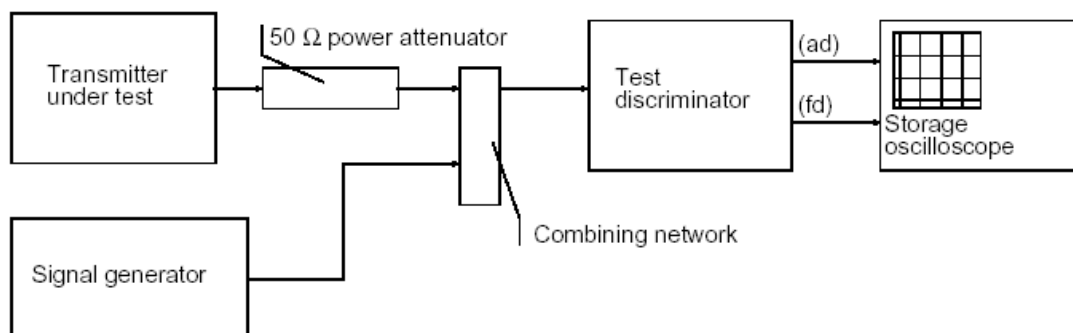 50 Ω power attenuator
Transmitter
under test
Test
discriminator
(ad)
(fd)
Storage
oscilloscope
Combining network
Signal generator